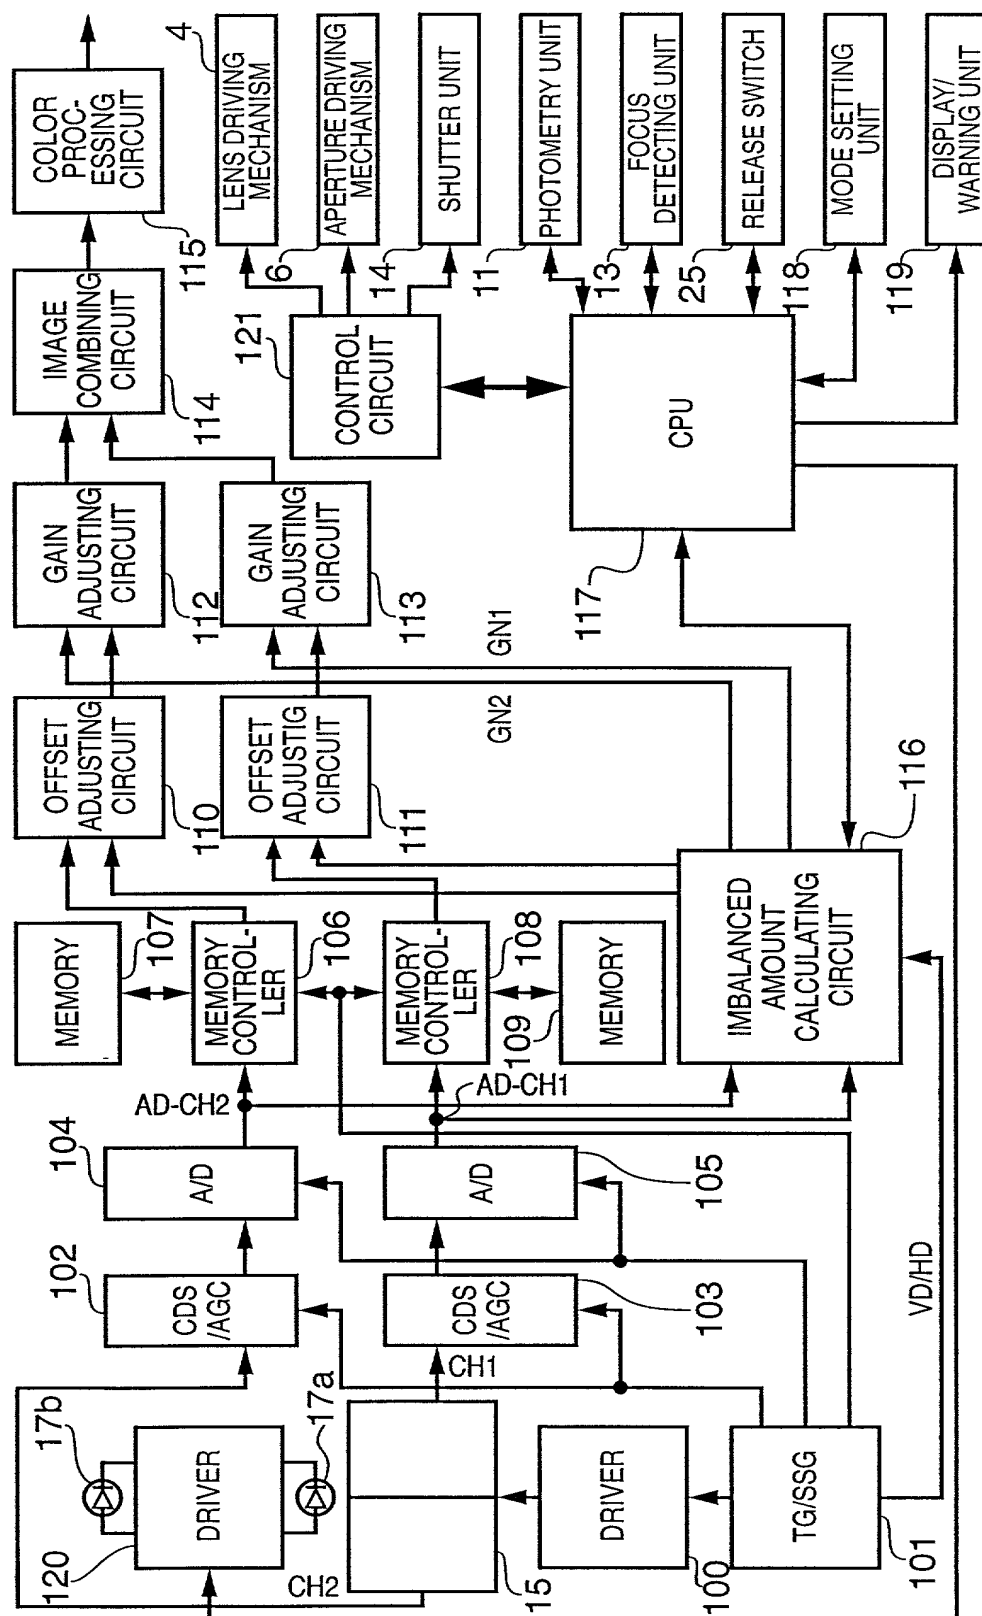 17b
120
DRIVER
17a
CH2
15
DRIVER
100
TG/SSG
101
102
CDS
/AGC
CH1
CDS
/AGC
103
104
A/D
A/D
105
AD-CH2
AD-CH1
VD/HD
MEMORY
107
MEMORY
CONTROL-
LER
106
MEMORY
CONTROL-
LER
108
109
MEMORY
IMBALANCED
AMOUNT
CALCULATING
CIRCUIT
116
OFFSET
ADJUSTING
CIRCUIT
110
OFFSET
ADJUSTIG
CIRCUIT
111
GN2
GN1
GAIN
ADJUSTING
CIRCUIT
112
GAIN
ADJUSTING
CIRCUIT
113
IMAGE
COMBINING
CIRCUIT
114
COLOR
PROC-
ESSING
CIRCUIT
115
121
CONTROL
CIRCUIT
CPU
117
4
LENS DRIVING
MECHANISM
6
APERTURE DRIVING
MECHANISM
14
SHUTTER UNIT
11
PHOTOMETRY UNIT
13
FOCUS
DETECTING UNIT
25
RELEASE SWITCH
118
MODE SETTING
UNIT
119
DISPLAY/
WARNING UNIT